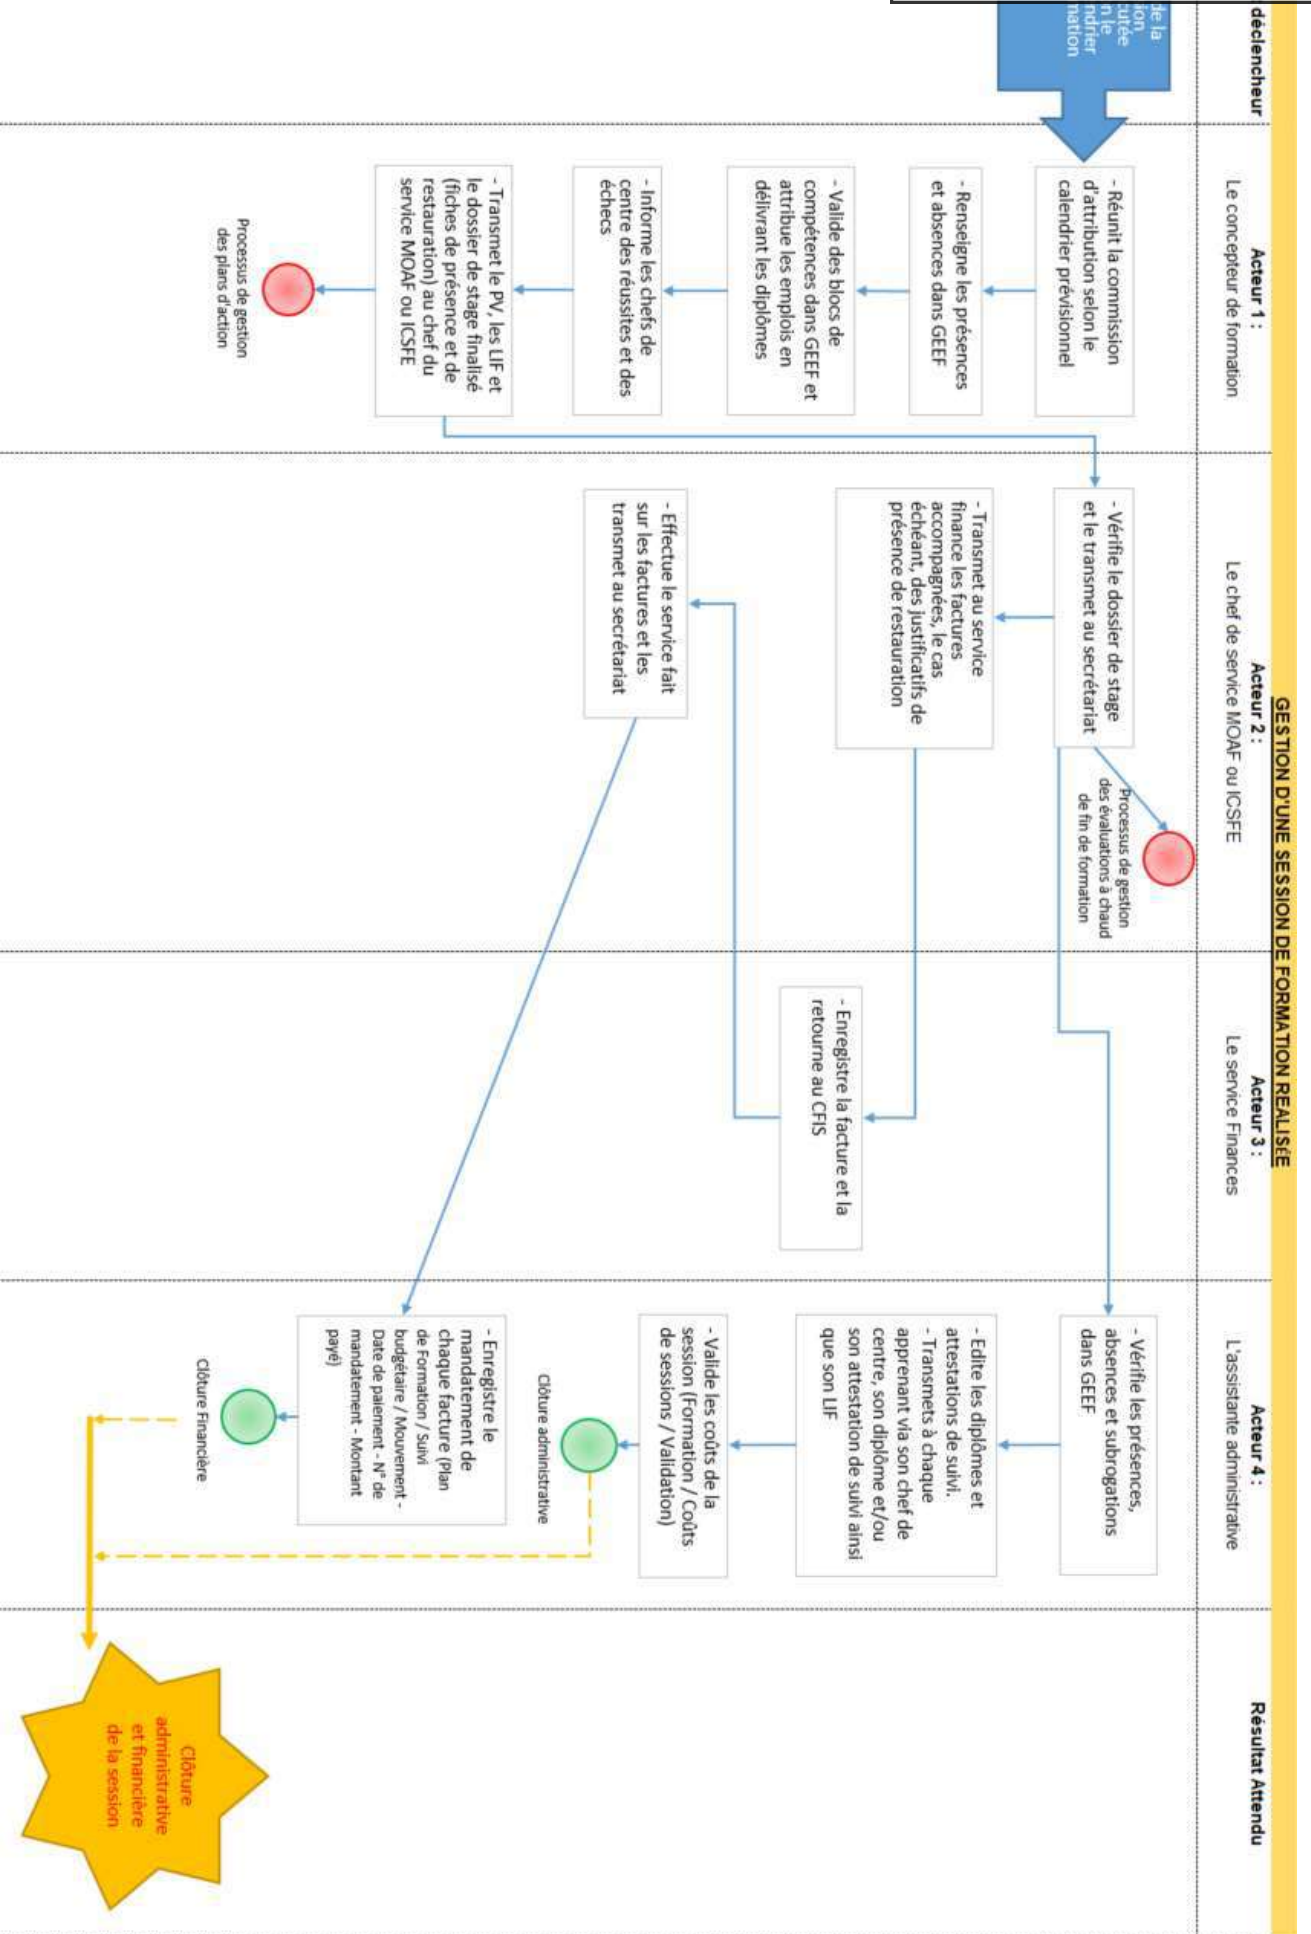 GESTION D'UNE SESSION DE FORMATION REALISÉE
déclencheur
Acteur 1 :
Le concepteur de formation
Acteur 2 :
Le chef de service MOAF ou ICSFE
Acteur 3 :
Le service Finances
Acteur 4 :
L'assistante administrative
Résultat Attendu
de la
ion
cutée
n le
ndrier
mation
- Réunit la commission
d'attribution selon le
calendrier prévisionnel
- Renseigne les présences
et absences dans GEEF
- Valide des blocs de
compétences dans GEEF et
attribue les emplois en
délivrant les diplômes
- Informe les chefs de
centre des réussites et des
échecs
- Transmet le PV, les LIF et
le dossier de stage finalisé
(fiches de présence et de
restauration) au chef du
service MOAF ou ICSFE
Processus de gestion
des plans d'action
- Vérifie le dossier de stage
et le transmet au secrétariat
Processus de gestion
des évaluations à chaud
de fin de formation
- Transmet au service
finance les factures
accompagnées, le cas
échéant, des justificatifs de
présence de restauration
- Effectue le service fait
sur les factures et les
transmet au secrétariat
- Enregistre la facture et la
retourne au CFIS
- Vérifie les présences,
absences et subrogations
dans GEEF
- Edite les diplômes et
attestations de suivi.
- Transmets à chaque
apprenant via son chef de
centre, son diplôme et/ou
son attestation de suivi ainsi
que son LIF
- Valide les coûts de la
session (Formation / Coûts
de sessions / Validation)
Clôture administrative
- Enregistre le
mandatement de
chaque facture (Plan
de Formation / Suivi
budgétaire / Mouvement -
Date de paiement - N° de
mandatement - Montant
payé)
Clôture Financière
Clôture
administrative
et financière
de la session